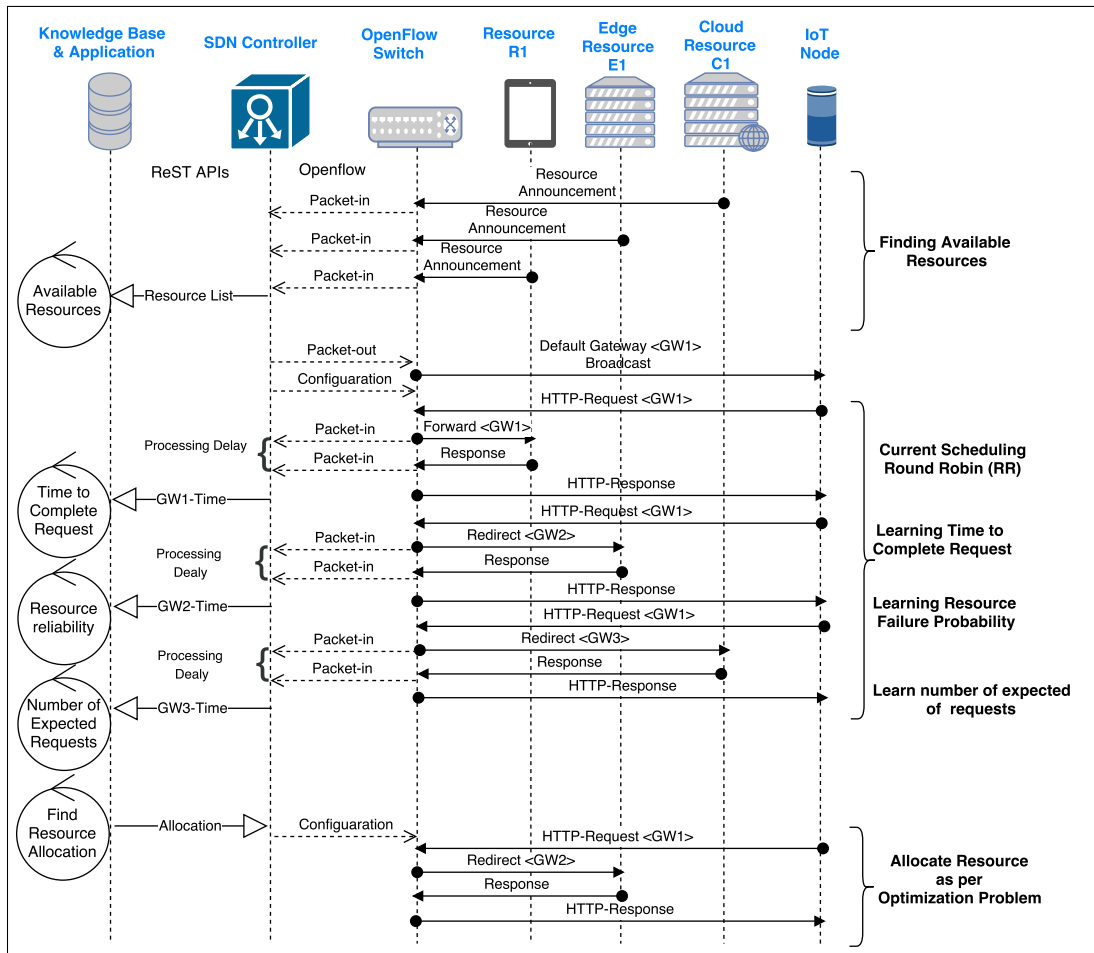 Knowledge Base
& Application
SDN Controller
OpenFlow
Switch
Resource
R1
Edge
Resource
E1
Cloud
Resource
C1
IoT
Node
ReST APIs
Openflow
Resource
Announcement
Packet-in
Resource
Announcement
Packet-in
Resource
Announcement
Packet-in
Finding Available
Resources
Available
Resources
Resource List
Packet-out
Default Gateway <GW1>
Broadcast
Configuaration
HTTP-Request <GW1>
Packet-in
Forward <GW1>
Processing Delay
Packet-in
Response
Current Scheduling
Round Robin (RR)
Time to
Complete
Request
GW1-Time
HTTP-Response
HTTP-Request <GW1>
Learning Time to
Complete Request
Packet-in
Redirect <GW2>
Processing
Dealy
Packet-in
Response
HTTP-Response
Resource
reliability
GW2-Time
HTTP-Request <GW1>
Learning Resource
Failure Probability
Packet-in
Redirect <GW3>
Processing
Dealy
Packet-in
Response
HTTP-Response
Number of
Expected
Requests
GW3-Time
Learn number of expected
of requests
Find
Resource
Allocation
Allocation
Configuaration
HTTP-Request <GW1>
Redirect <GW2>
Response
HTTP-Response
Allocate Resource
as per
Optimization Problem